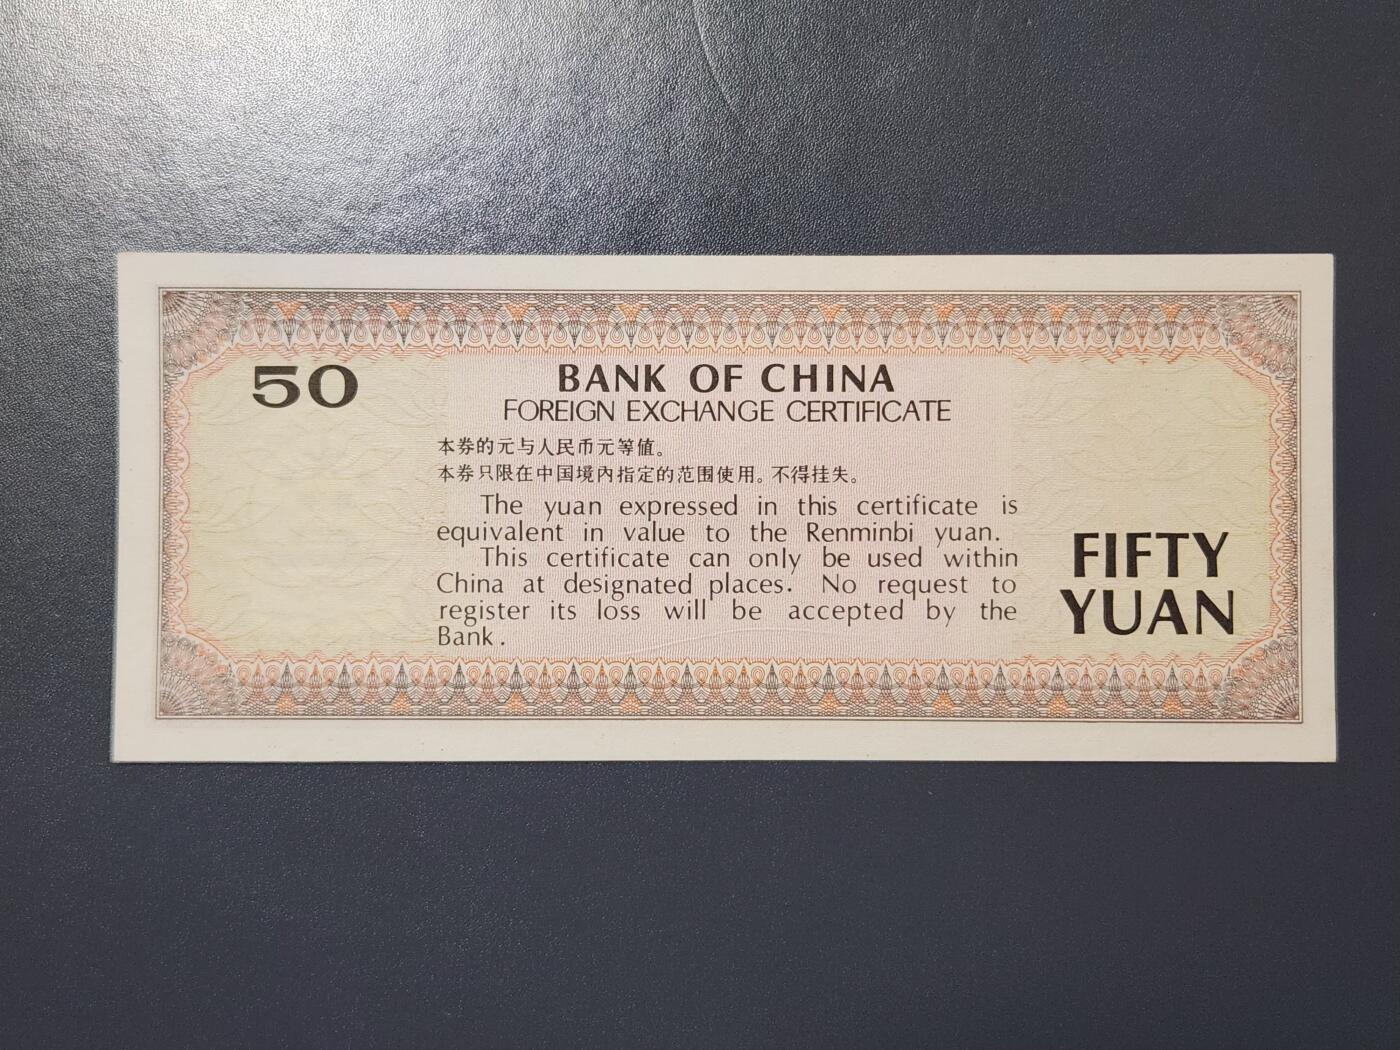 50
BANK OF CHINA
FOREIGN EXCHANGE CERTIFICATE
本券的元与人民币元等值。
本券只限在中国境内指定的范围使用。不得挂失。
The yuan expressed in this certificate is
equivalent in value to the Renminbi yuan.
This certificate can only be used within
China at designated places. No request to
register its loss will be accepted by the
Bank.
FIFTY
YUAN